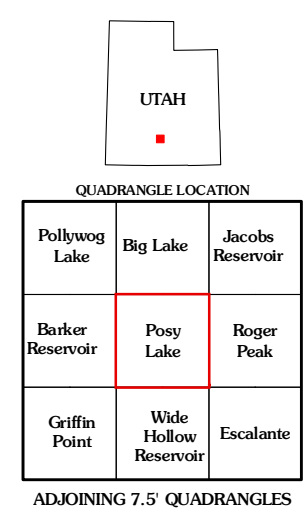 UTAH
QUADRANGLE LOCATION
Pollywog
Lake
Big Lake
Jacobs
Reservoir
Barker
Reservoir
Posy
Lake
Roger
Peak
Griffin
Point
Wide
Hollow
Reservoir
Escalante
ADJOINING 7.5' QUADRANGLES